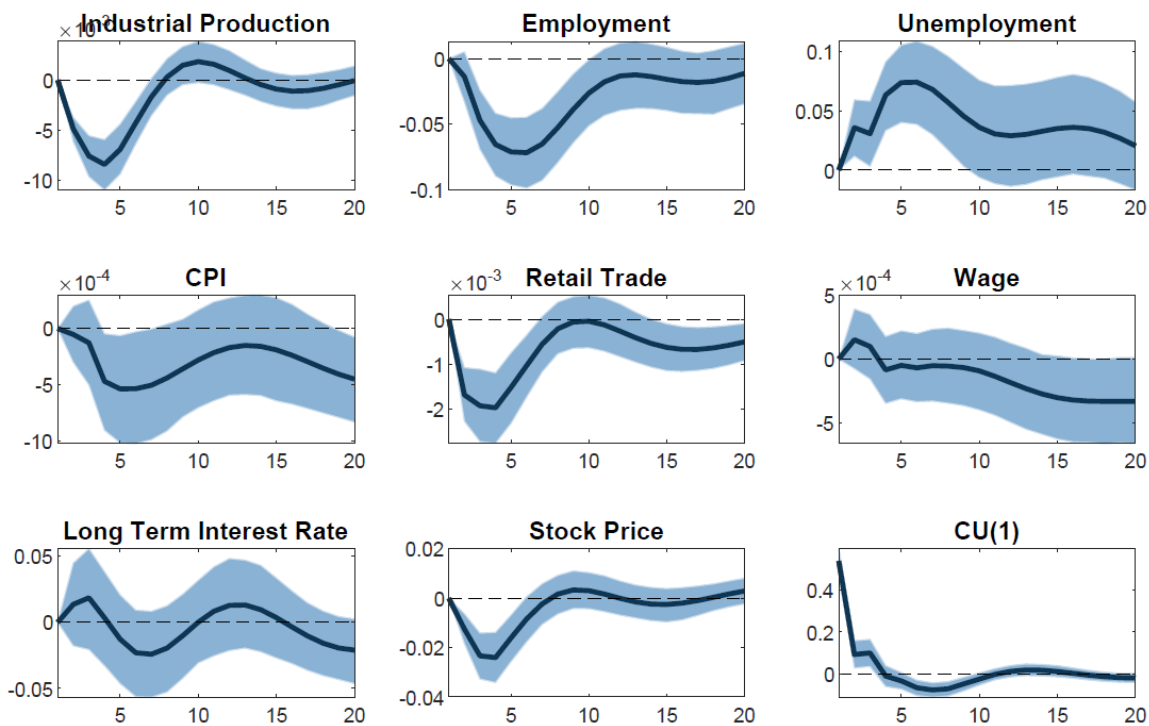 Industrial Production
×10-3
0
-5
-10
5 10 15 20
Employment
0
-0.05
-0.1
5 10 15 20
Unemployment
0.1
0.05
0
5 10 15 20
CPI
×10-4
0
-5
-10
5 10 15 20
Retail Trade
×10-3
0
-1
-2
5 10 15 20
Wage
×10-4
5
0
-5
5 10 15 20
Long Term Interest Rate
0.05
0
-0.05
5 10 15 20
Stock Price
0.02
0
-0.02
-0.04
5 10 15 20
CU(1)
0.4
0.2
0
5 10 15 20